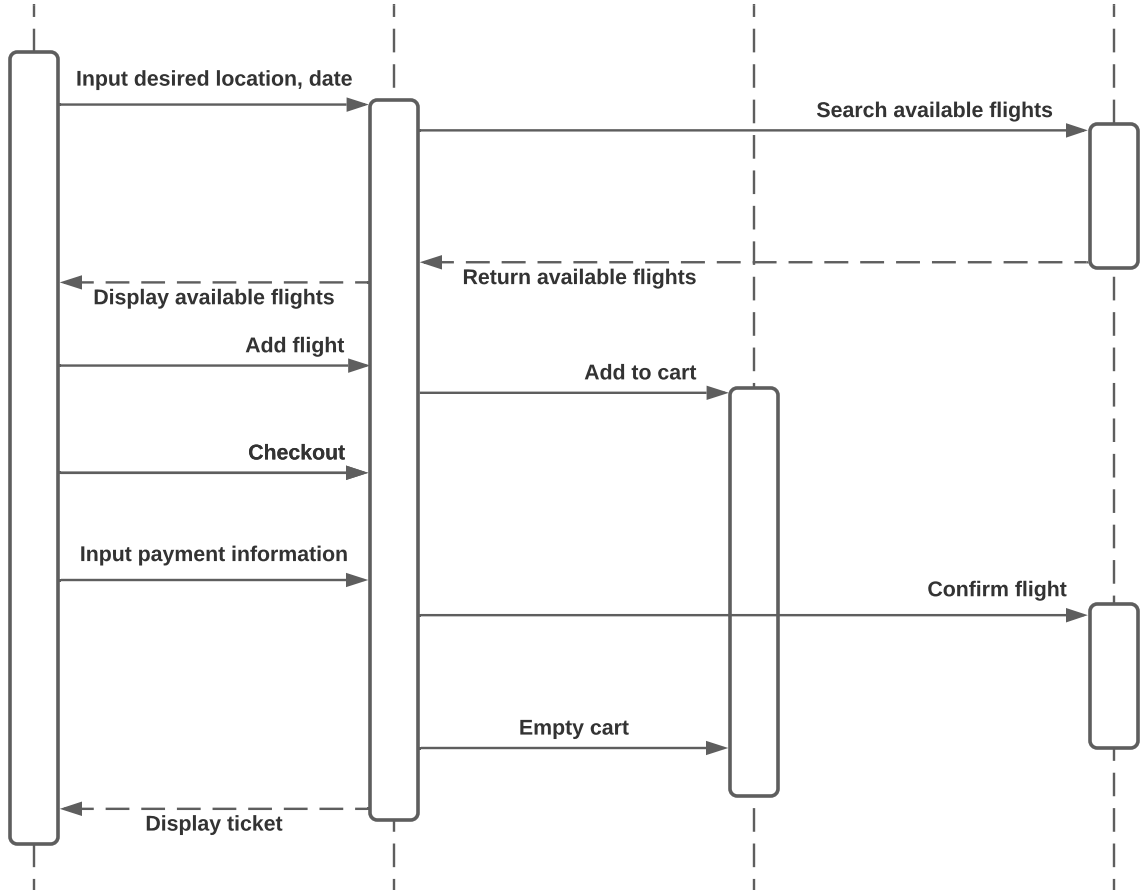 Input desired location, date
Search available flights
Return available flights
Display available flights
Add flight
Add to cart
Checkout
Input payment information
Confirm flight
Empty cart
Display ticket